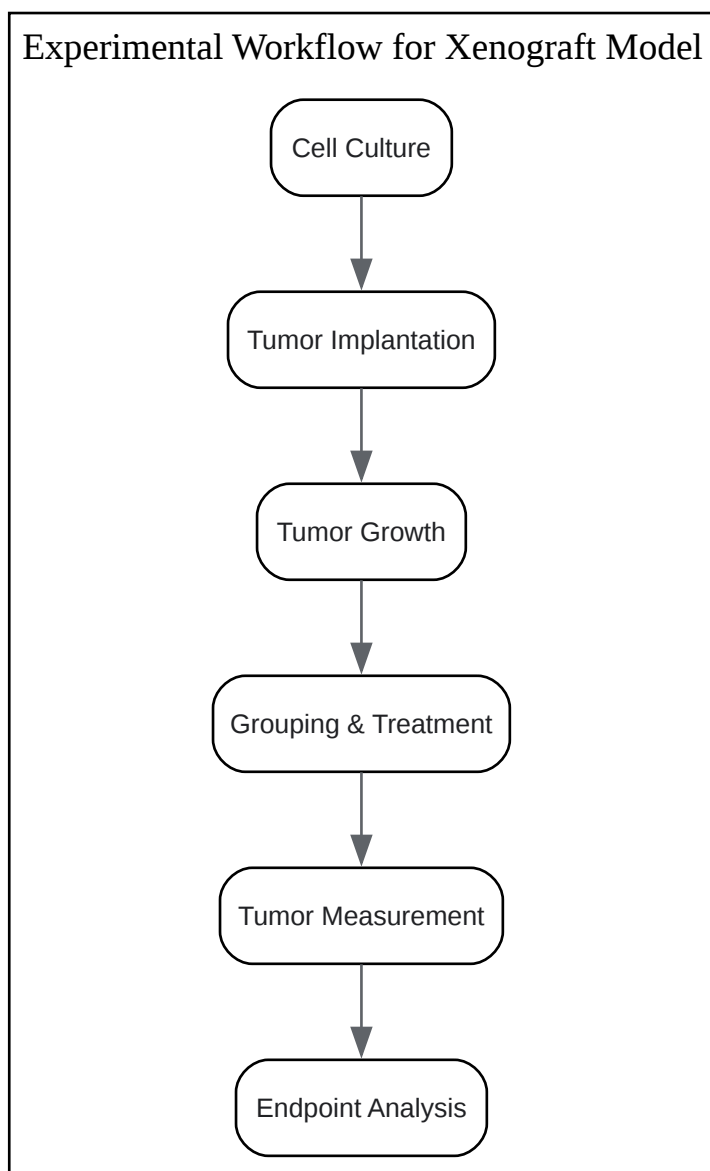 Experimental Workflow for Xenograft Model
Cell Culture
Tumor Implantation
Tumor Growth
Grouping & Treatment
Tumor Measurement
Endpoint Analysis